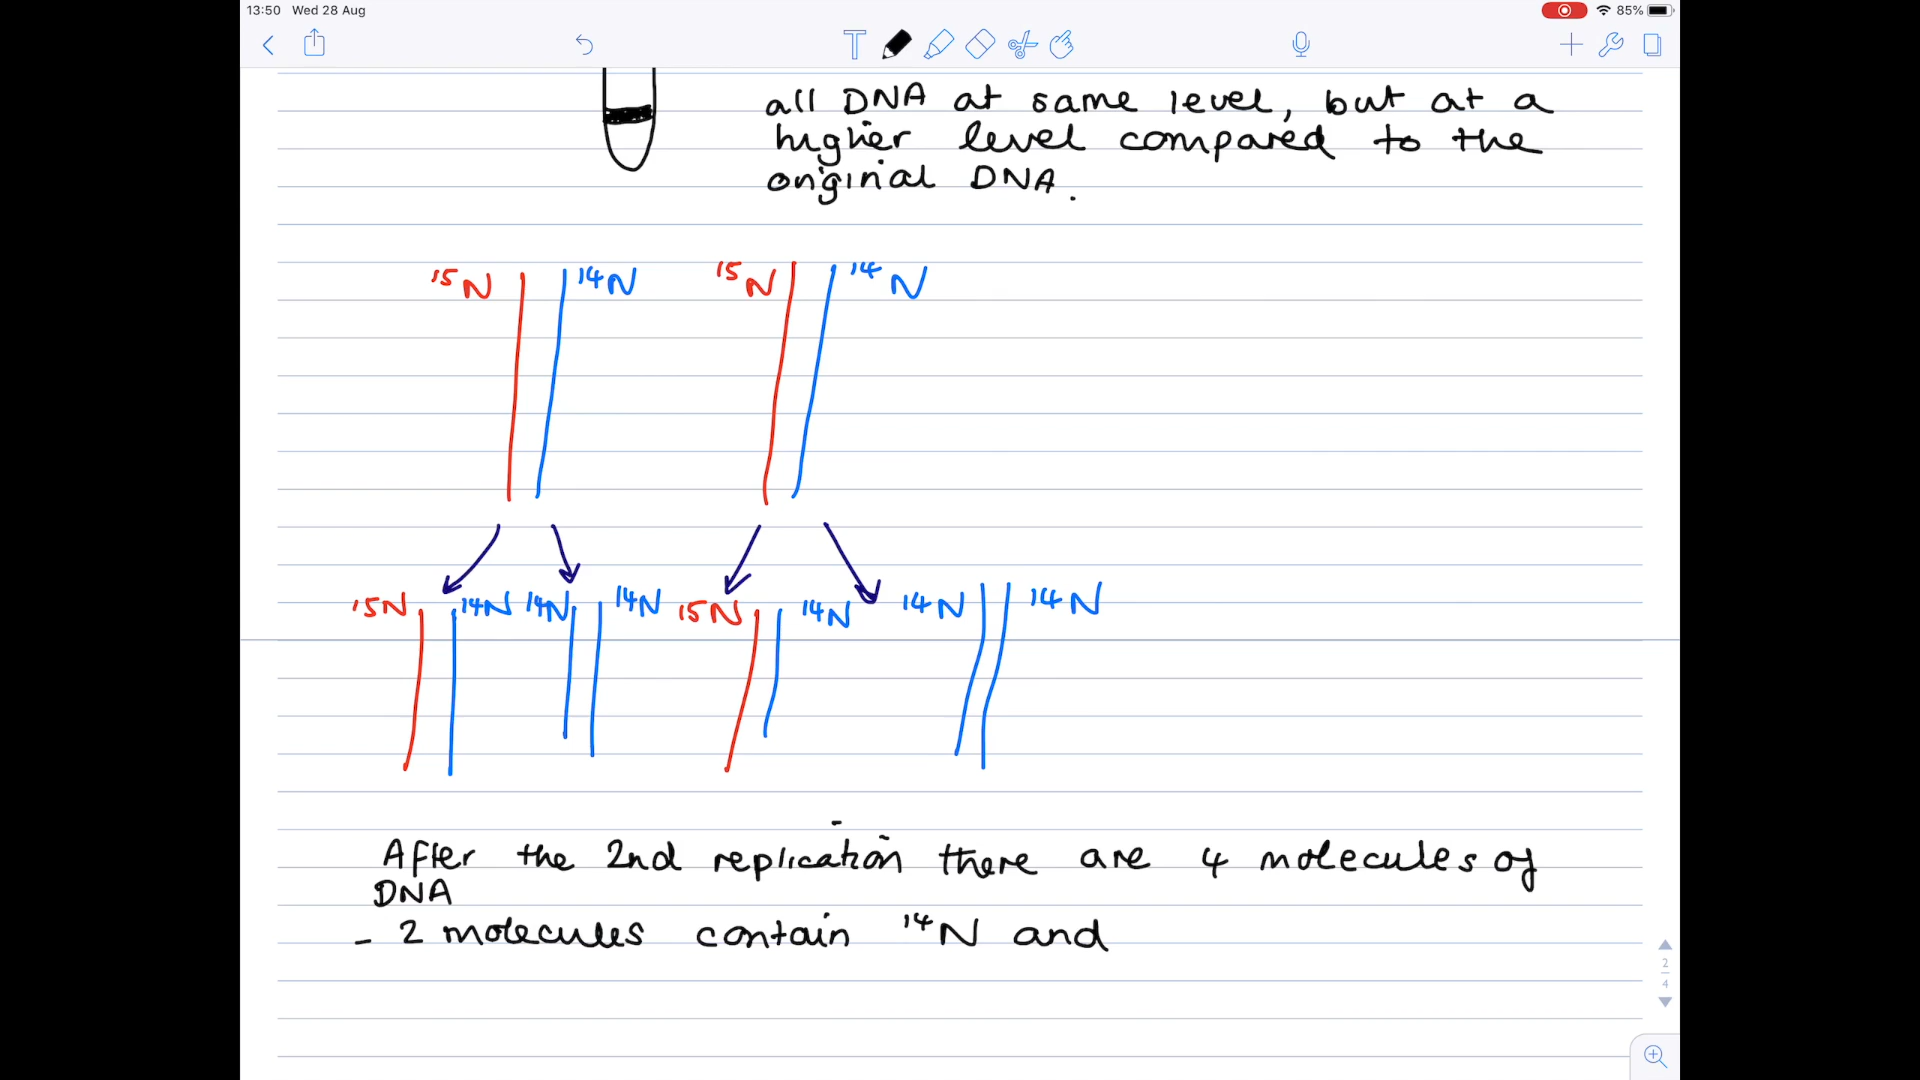 13:50 Wed 28 Aug 85%
T
all DNA at same level, but at a
higher level compared to the
original DNA.
¹⁵N ¹⁴N ¹⁵N ¹⁴N
¹⁵N ¹⁴N ¹⁴N ¹⁴N ¹⁵N ¹⁴N ¹⁴N ¹⁴N
After the 2nd replication there are 4 molecules of
DNA
- 2 molecules contain ¹⁴N and
2
4